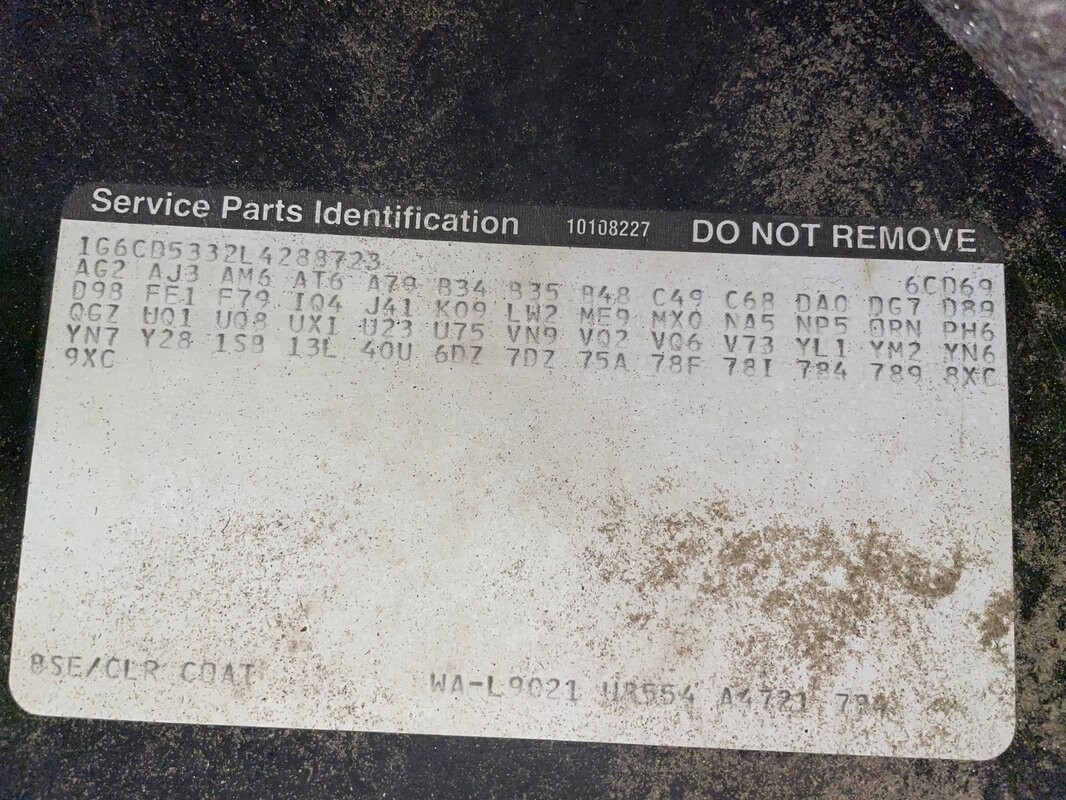 Service Parts Identification 10108227 DO NOT REMOVE
1G6CD5332L4288723 6CD69
AG2 AJ3 AM6 AT6 A79 B34 B35 B48 C49 C68 DA0 DG7 D89
D98 FE1 F79 IQ4 J41 K09 LW2 ME9 MX0 NA5 NP5 ORN PH6
QGZ UQ1 UQ8 UX1 U23 U75 VN9 VQ2 VQ6 V73 YL1 YM2 YN6
YN7 Y28 1SB 13L 40U 6DZ 7DZ 75A 78F 78I 784 789 8XC
9XC
BSE/CLR COAT WA-L9021 U8554 A4721